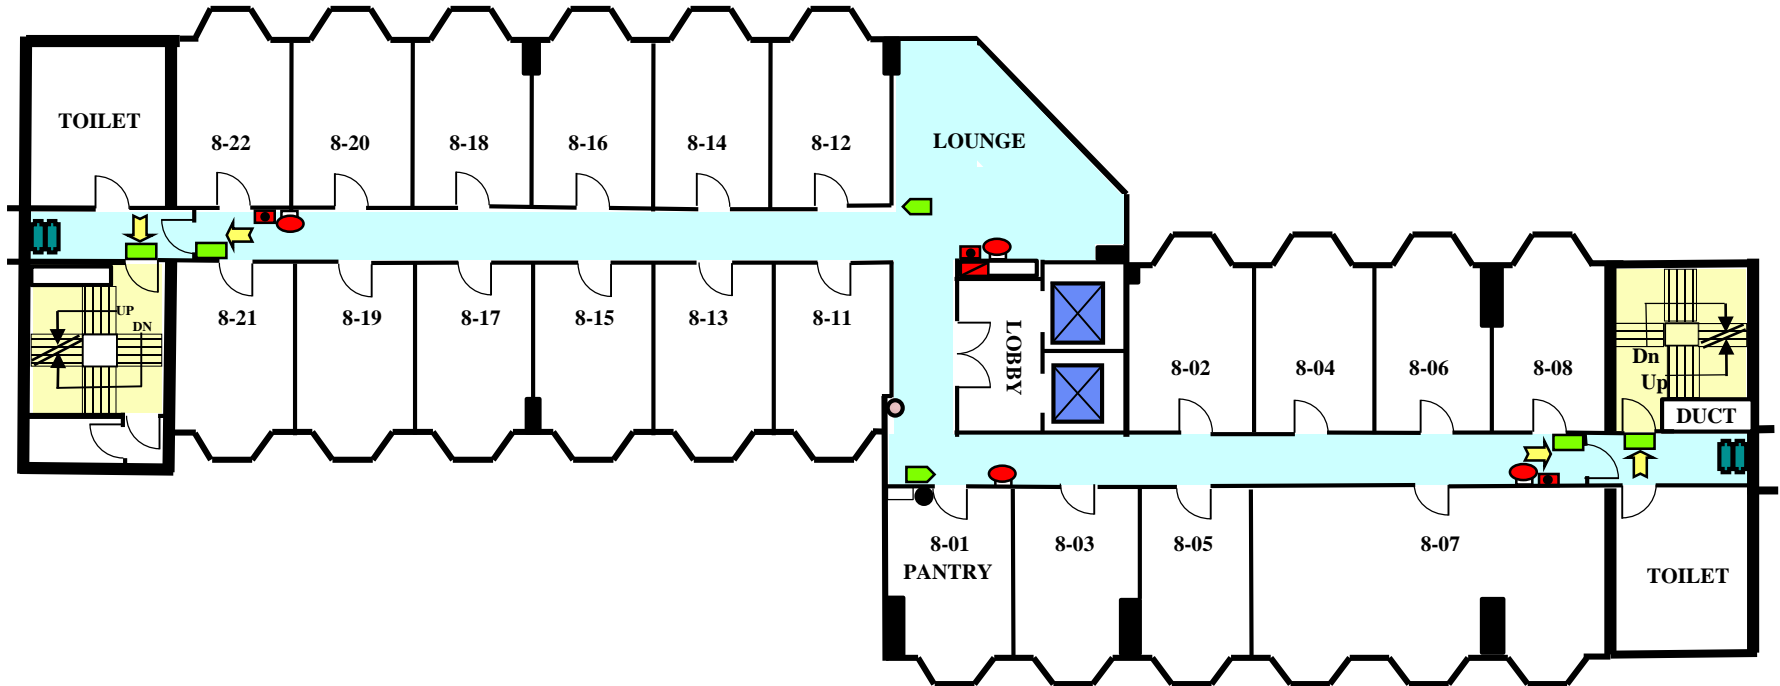 TOILET
8-22
8-20
8-18
8-16
8-14
8-12
LOUNGE
UP
DN
8-21
8-19
8-17
8-15
8-13
8-11
LOBBY
8-02
8-04
8-06
8-08
Dn
Up
DUCT
8-01
PANTRY
8-03
8-05
8-07
TOILET